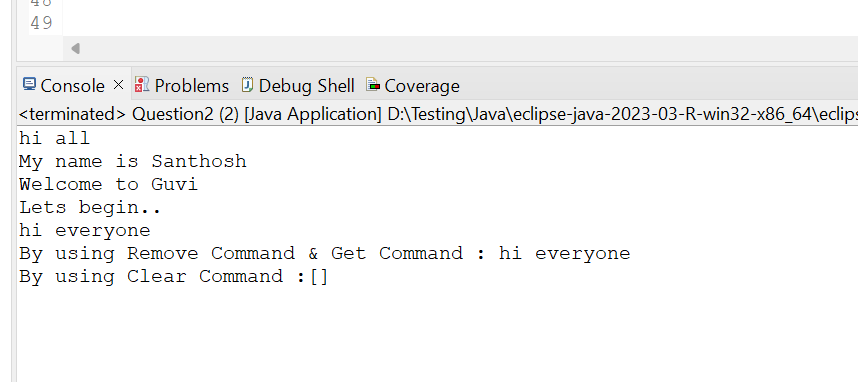 48
49
Console Problems Debug Shell Coverage
<terminated> Question2 (2) [Java Application] D:\Testing\Java\eclipse-java-2023-03-R-win32-x86_64\eclips
hi all
My name is Santhosh
Welcome to Guvi
Lets begin..
hi everyone
By using Remove Command & Get Command : hi everyone
By using Clear Command :[]